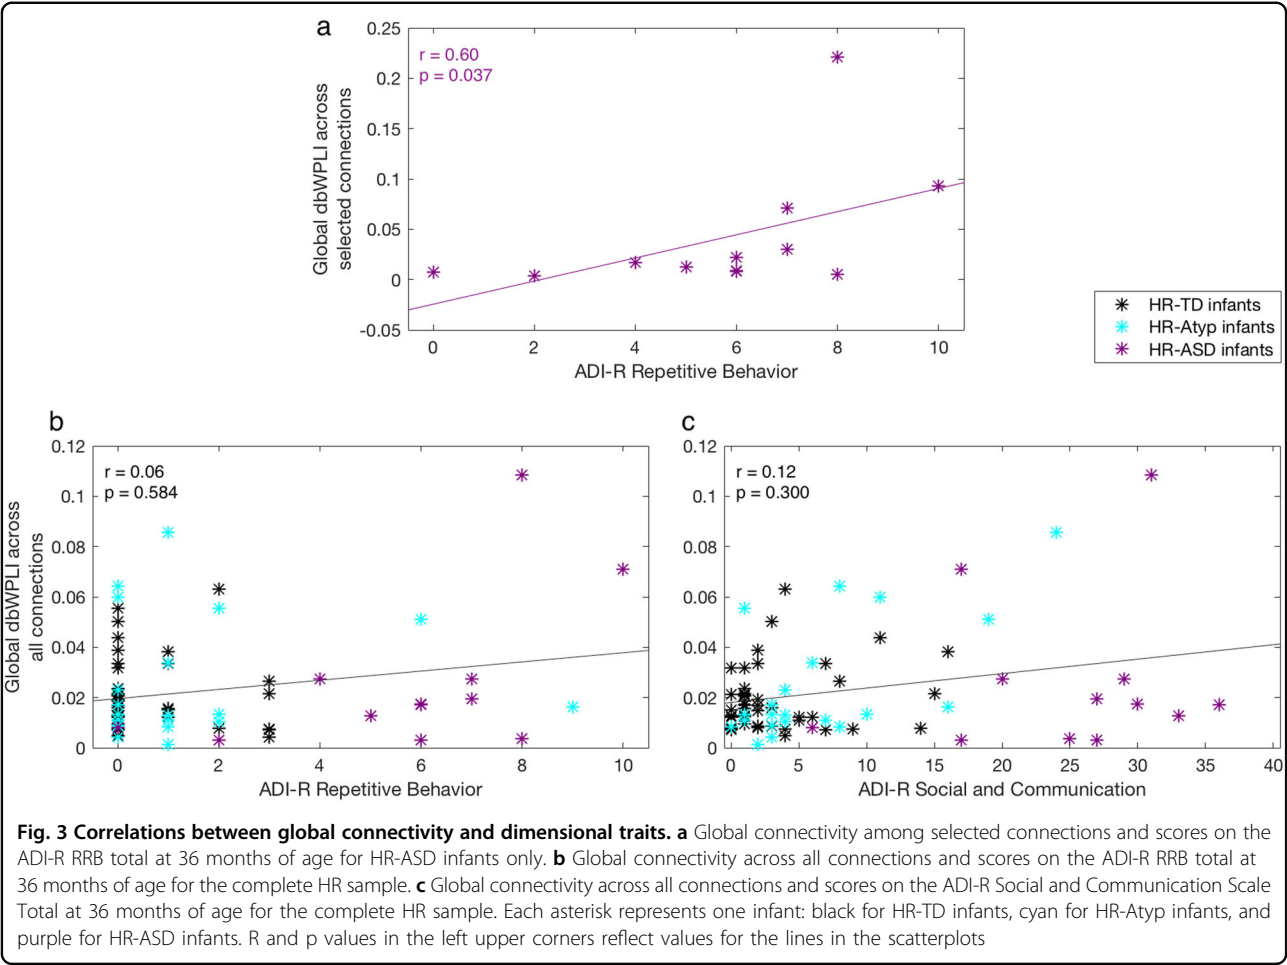 a
0.25
0.2
0.15
0.1
0.05
0
-0.05
r = 0.60
p = 0.037
Global dbWPLI across
selected connections
0 2 4 6 8 10
ADI-R Repetitive Behavior
HR-TD infants
HR-Atyp infants
HR-ASD infants
b
0.12
0.1
0.08
0.06
0.04
0.02
0
r = 0.06
p = 0.584
Global dbWPLI across
all connections
0 2 4 6 8 10
ADI-R Repetitive Behavior
c
0.12
0.1
0.08
0.06
0.04
0.02
0
r = 0.12
p = 0.300
0 5 10 15 20 25 30 35 40
ADI-R Social and Communication
Fig. 3 Correlations between global connectivity and dimensional traits. a Global connectivity among selected connections and scores on the
ADI-R RRB total at 36 months of age for HR-ASD infants only. b Global connectivity across all connections and scores on the ADI-R RRB total at
36 months of age for the complete HR sample. c Global connectivity across all connections and scores on the ADI-R Social and Communication Scale
Total at 36 months of age for the complete HR sample. Each asterisk represents one infant: black for HR-TD infants, cyan for HR-Atyp infants, and
purple for HR-ASD infants. R and p values in the left upper corners reflect values for the lines in the scatterplots